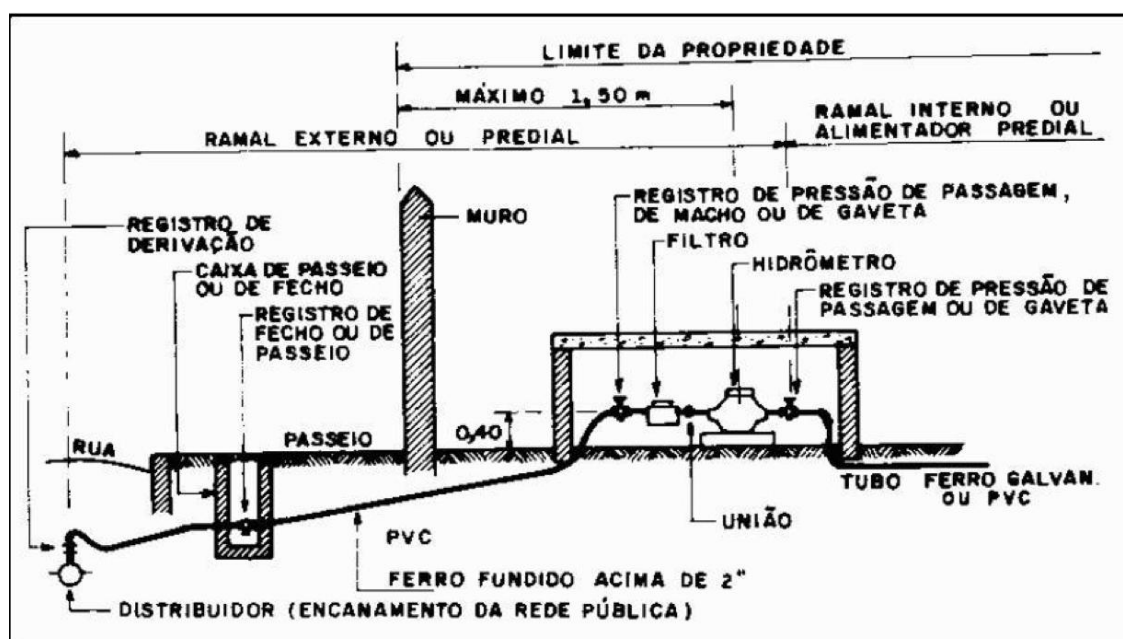 LIMITE DA PROPRIEDADE
MÁXIMO 1,50 m
RAMAL INTERNO OU
ALIMENTADOR PREDIAL
RAMAL EXTERNO OU PREDIAL
REGISTRO DE PRESSÃO DE PASSAGEM,
DE MACHO OU DE GAVETA
MURO
REGISTRO DE
DERIVAÇÃO
FILTRO
HIDRÔMETRO
CAIXA DE PASSEIO
OU DE FECHO
REGISTRO DE PRESSÃO DE
PASSAGEM OU DE GAVETA
REGISTRO DE
FECHO OU DE
PASSEIO
0,40
RUA
PASSEIO
TUBO FERRO GALVAN.
OU PVC
UNIÃO
PVC
FERRO FUNDIDO ACIMA DE 2"
DISTRIBUIDOR (ENCANAMENTO DA REDE PÚBLICA)